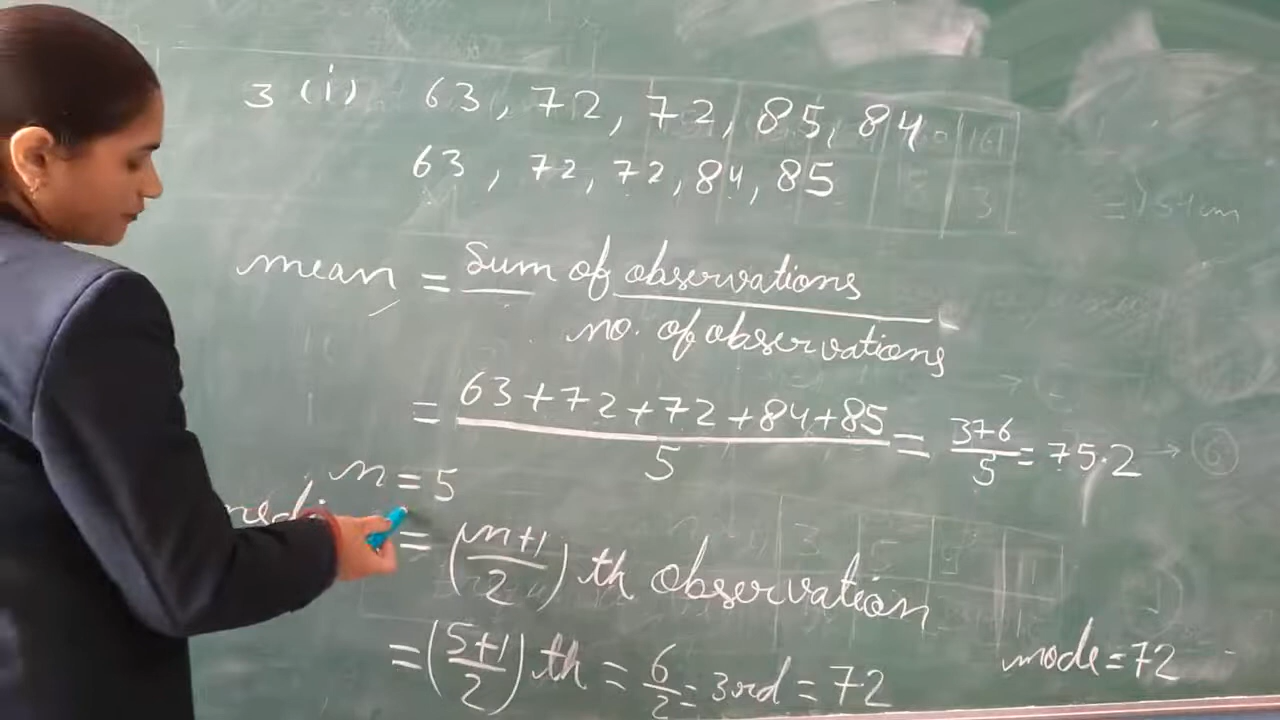 3 (i) 63, 72, 72, 85, 84
63, 72, 72, 84, 85
mean = Sum of observations
no. of observations
= 63+72+72+84+85 = 376 = 75.2 → 6
5 5
n = 5
= (n+1/2) th observation
= (5+1/2) th = 6/2 = 3rd = 72
mode = 72